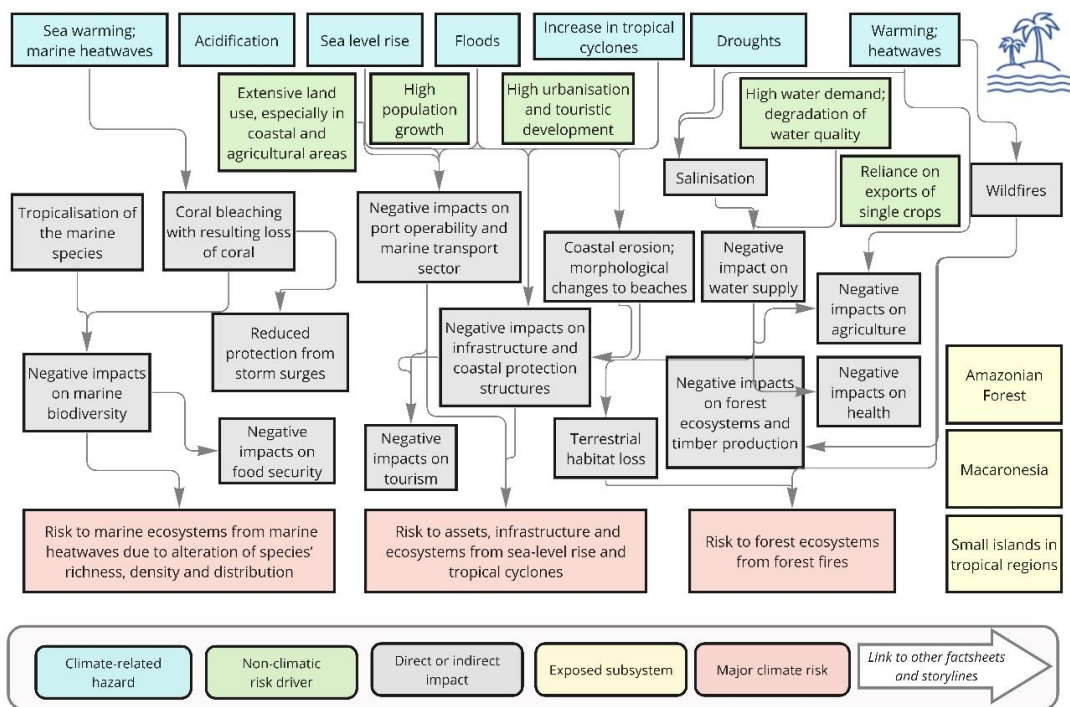 Sea warming;
marine heatwaves
Acidification
Sea level rise
Floods
Increase in tropical
cyclones
Droughts
Warming;
heatwaves
Extensive land
use, especially in
coastal and
agricultural areas
High
population
growth
High urbanisation
and touristic
development
High water demand;
degradation of
water quality
Reliance on
exports of
single crops
Salinisation
Wildfires
Tropicalisation of
the marine
species
Coral bleaching
with resulting loss
of coral
Negative impacts on
port operability and
marine transport
sector
Coastal erosion;
morphological
changes to beaches
Negative
impact on
water supply
Negative
impacts on
agriculture
Reduced
protection from
storm surges
Negative impacts on
infrastructure and
coastal protection
structures
Negative impacts
on marine
biodiversity
Negative impacts
on forest
ecosystems and
timber production
Negative
impacts on
health
Amazonian
Forest
Negative
impacts on
food security
Negative
impacts on
tourism
Terrestrial
habitat loss
Macaronesia
Risk to marine ecosystems from marine
heatwaves due to alteration of species’
richness, density and distribution
Risk to assets, infrastructure and
ecosystems from sea-level rise and
tropical cyclones
Risk to forest ecosystems
from forest fires
Small islands in
tropical regions
Climate-related
hazard
Non-climatic
risk driver
Direct or indirect
impact
Exposed subsystem
Major climate risk
Link to other factsheets
and storylines